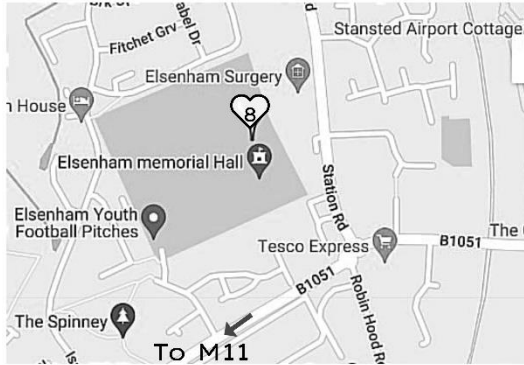 Fitchet Grv
Stansted Airport Cottage
Elsenham Surgery
House
8
Elsenham memorial Hall
Station Rd
Elsenham Youth
Football Pitches
Tesco Express
The
B1051
B1051
Robin Hood R
The Spinney
To M11